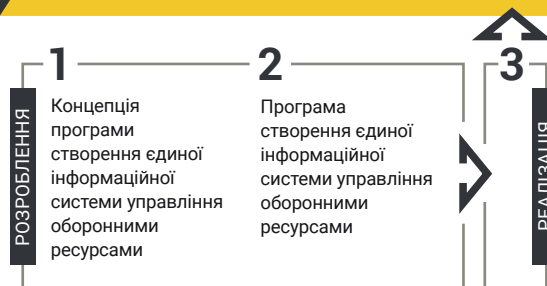 1
2
3
РОЗРОБЛЕННЯ
Концепція
програми
створення єдиної
інформаційної
системи управління
оборонними
ресурсами
Програма
створення єдиної
інформаційної
системи управління
оборонними
ресурсами
РЕАЛІЗАЦІЯ